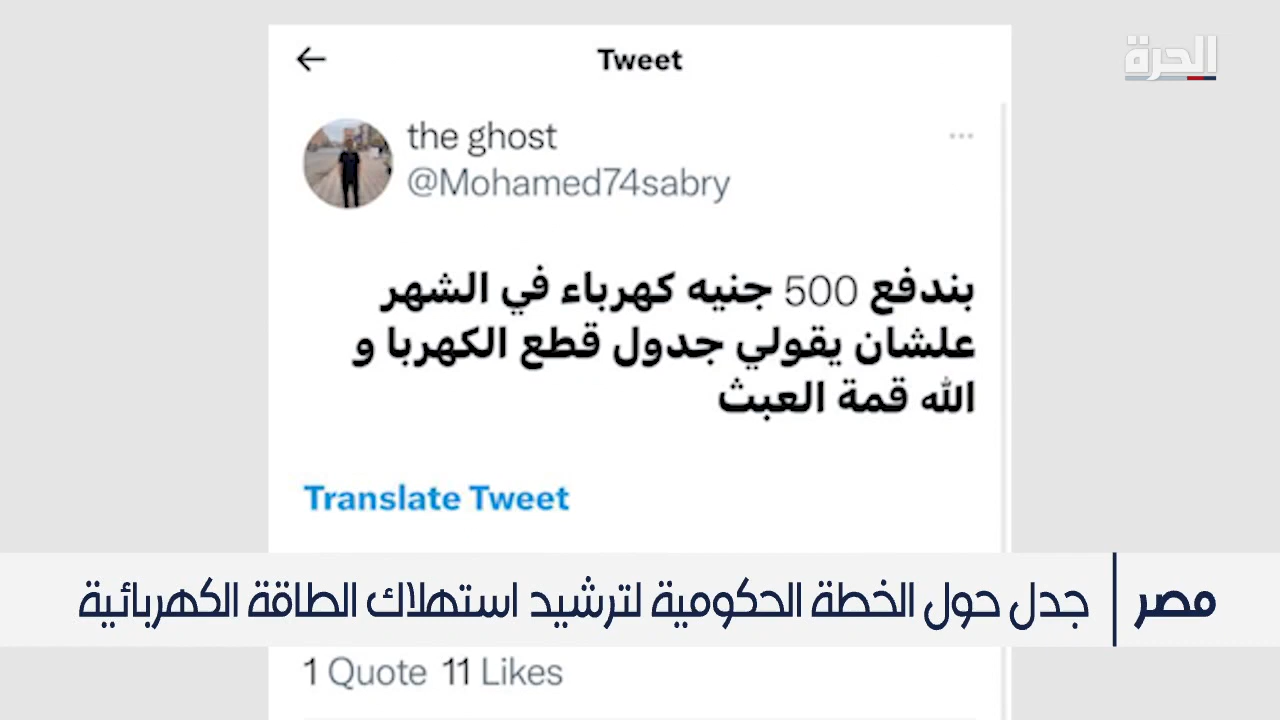 الحرة
Tweet
the ghost
@Mohamed74sabry
بندفع 500 جنيه كهرباء في الشهر
علشان يقولي جدول قطع الكهربا و
الله قمة العبث
Translate Tweet
مصر | جدل حول الخطة الحكومية لترشيد استهلاك الطاقة الكهربائية
1 Quote 11 Likes